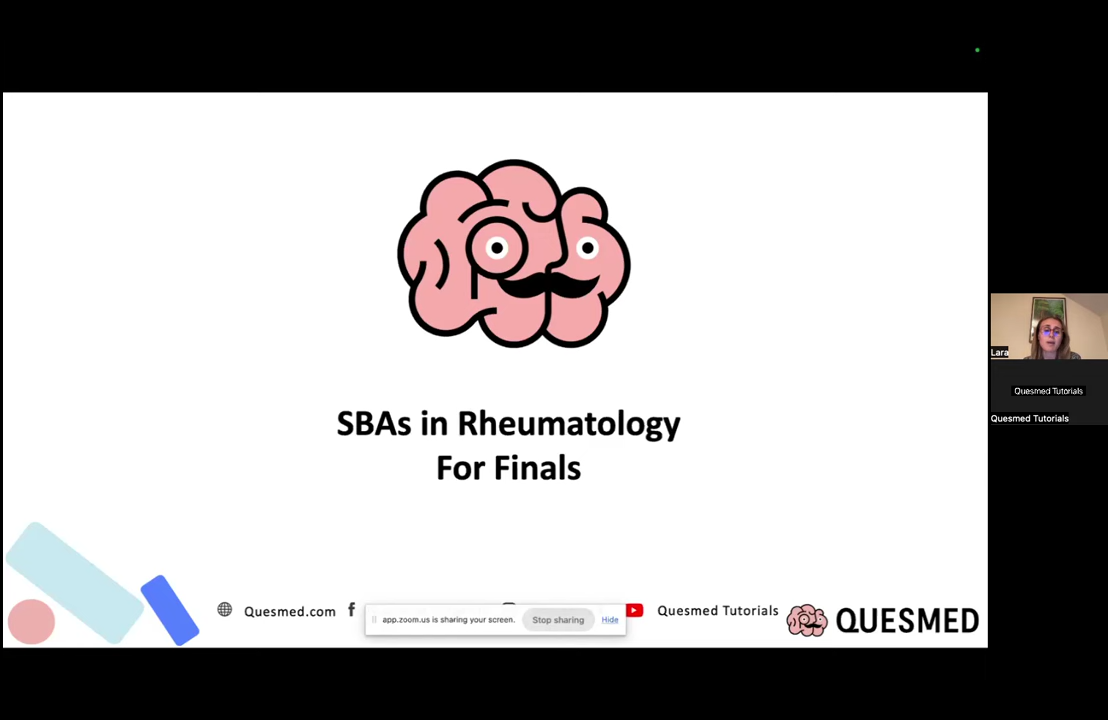 SBAs in Rheumatology
For Finals
Lara
Quesmed Tutorials
Quesmed Tutorials
Quesmed.com
app.zoom.us is sharing your screen. Stop sharing Hide
Quesmed Tutorials
QUESMED